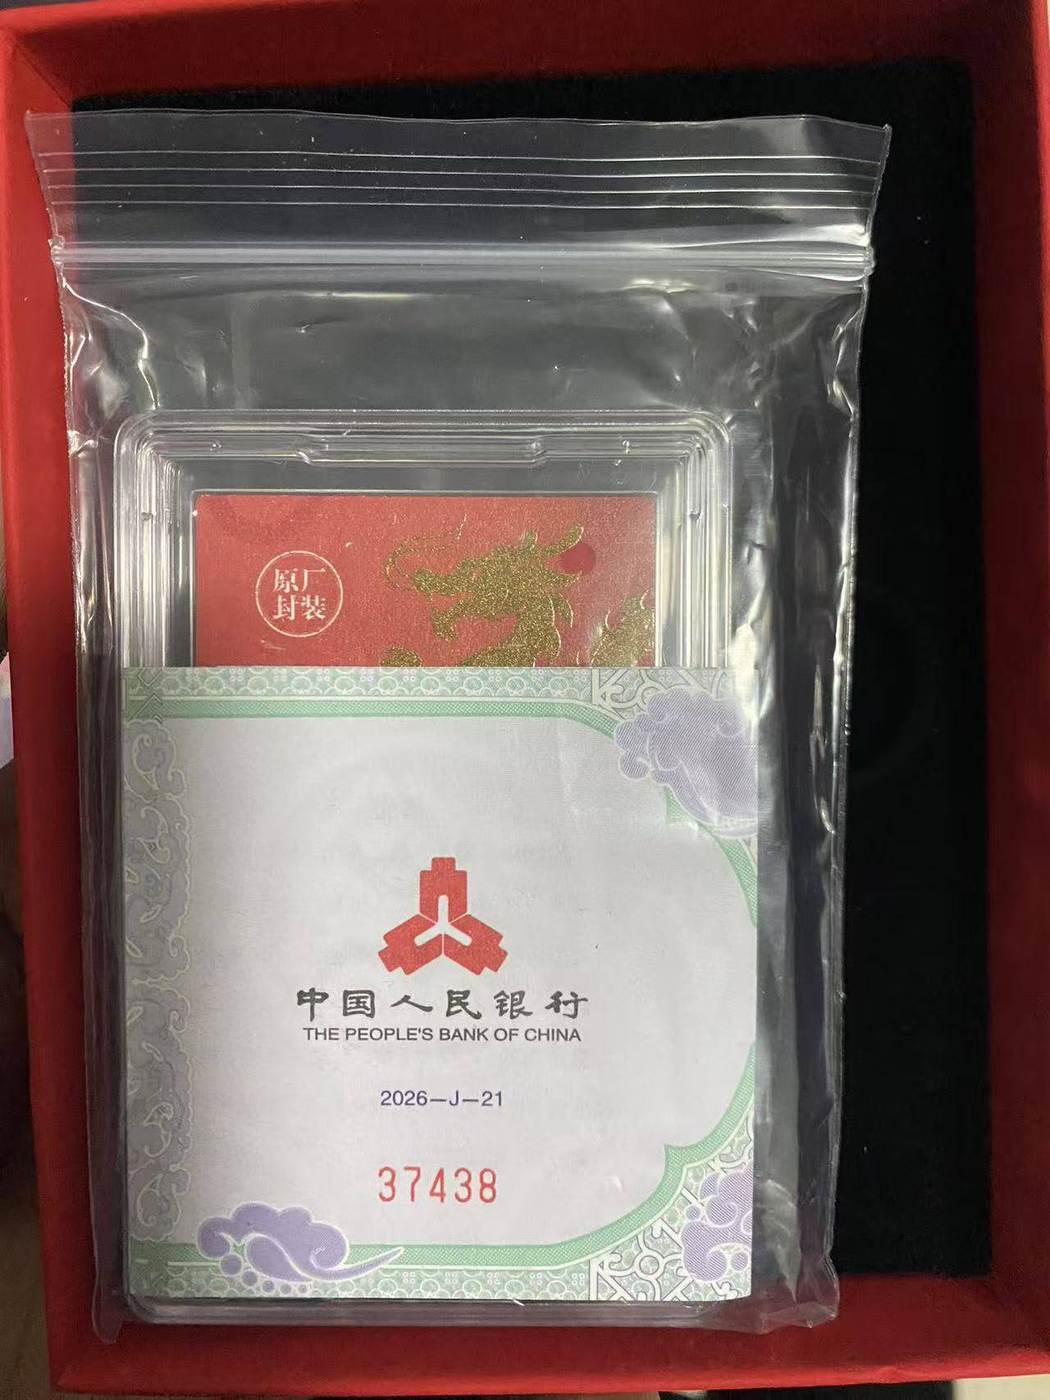 原厂
封装
中国人民银行
THE PEOPLE'S BANK OF CHINA
2026—J—21
37438